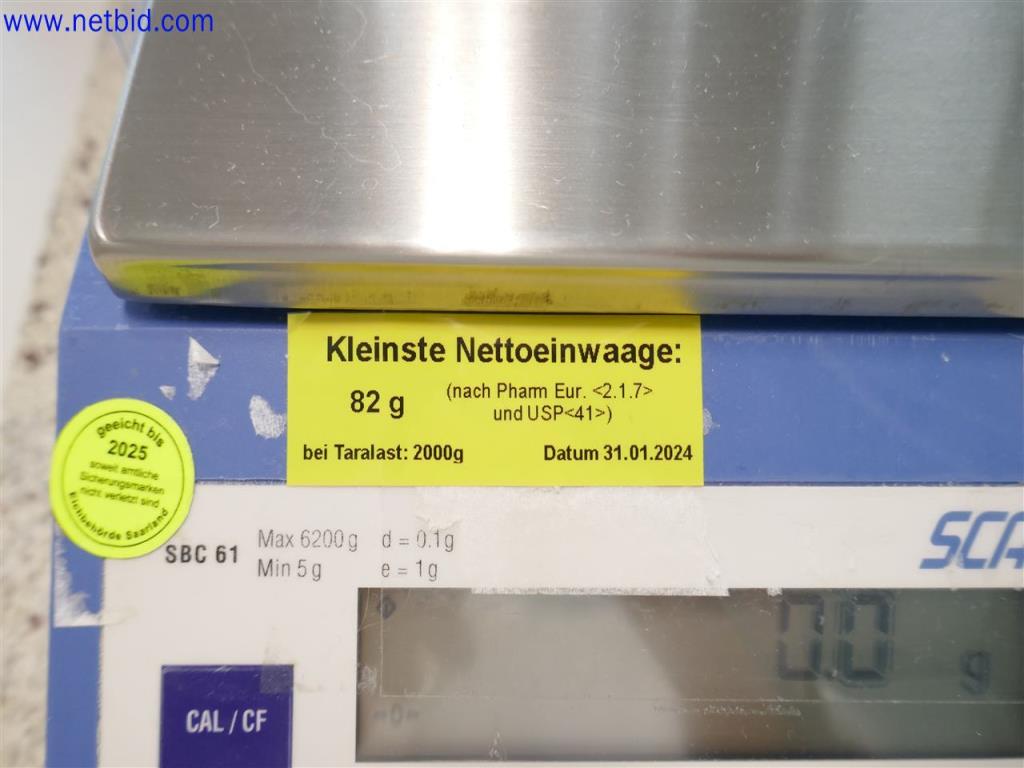 www.netbid.com
Kleinste Nettoeinwaage:
82 g
(nach Pharm Eur. <2.1.7>
und USP<41>)
bei Taralast: 2000g
Datum 31.01.2024
geeicht bis
2025
soweit amtliche
Sicherungsmarken
nicht verletzt sind
Eichbehörde Saarland
SBC 61
Max 6200g d = 0.1g
Min 5g e = 1g
SCA
0.0 g
CAL / CF